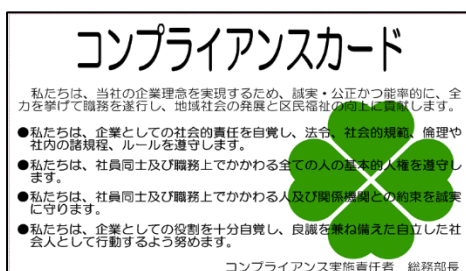 コンプライアンスカード
私たちは、当社の企業理念を実現するため、誠実・公正かつ能率的に、全
力を挙げて職務を遂行し、地域社会の発展と区民福祉の向上に貢献します。
●私たちは、企業としての社会的責任を自覚し、法令、社会的規範、倫理や
社内の諸規程、ルールを遵守します。
●私たちは、社員同士及び職務上でかかわる全ての人の基本的人権を遵守し
ます。
●私たちは、社員同士及び職務上でかかわる人及び関係機関との約束を誠実
に守ります。
●私たちは、企業としての役割を十分自覚し、良識を兼ね備えた自立した社
会人として行動するよう努めます。
コンプライアンス実施責任者 総務部長